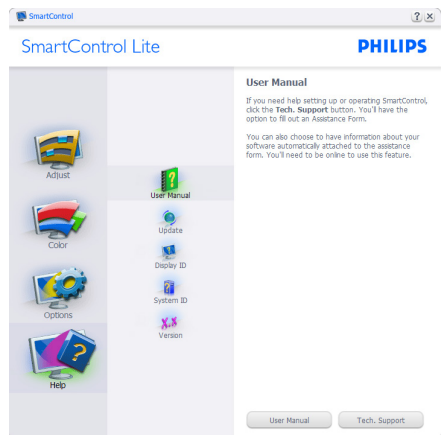 SmartControl
? ×
SmartControl Lite
PHILIPS
User Manual
If you need help setting up or operating SmartControl,
click the Tech. Support button. You'll have the
option to fill out an Assistance Form.
You can also choose to have information about your
software automatically attached to the assistance
form. You'll need to be online to use this feature.
Adjust
Color
Options
Help
User Manual
Update
Display ID
System ID
X.X
Version
User Manual
Tech. Support